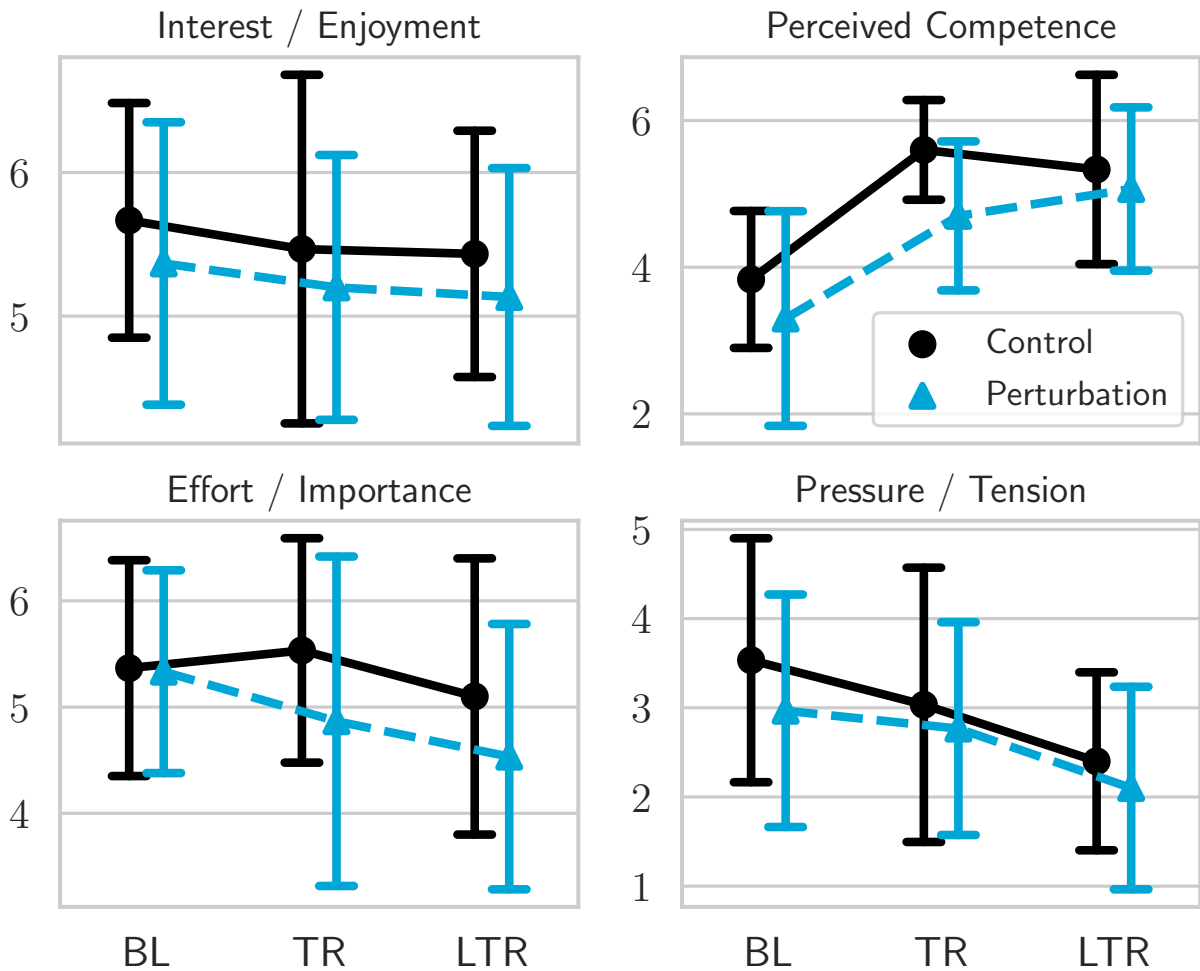 Interest / Enjoyment
6
5
Perceived Competence
6
4
2
Control
Perturbation
Effort / Importance
6
5
4
BL TR LTR
Pressure / Tension
5
4
3
2
1
BL TR LTR